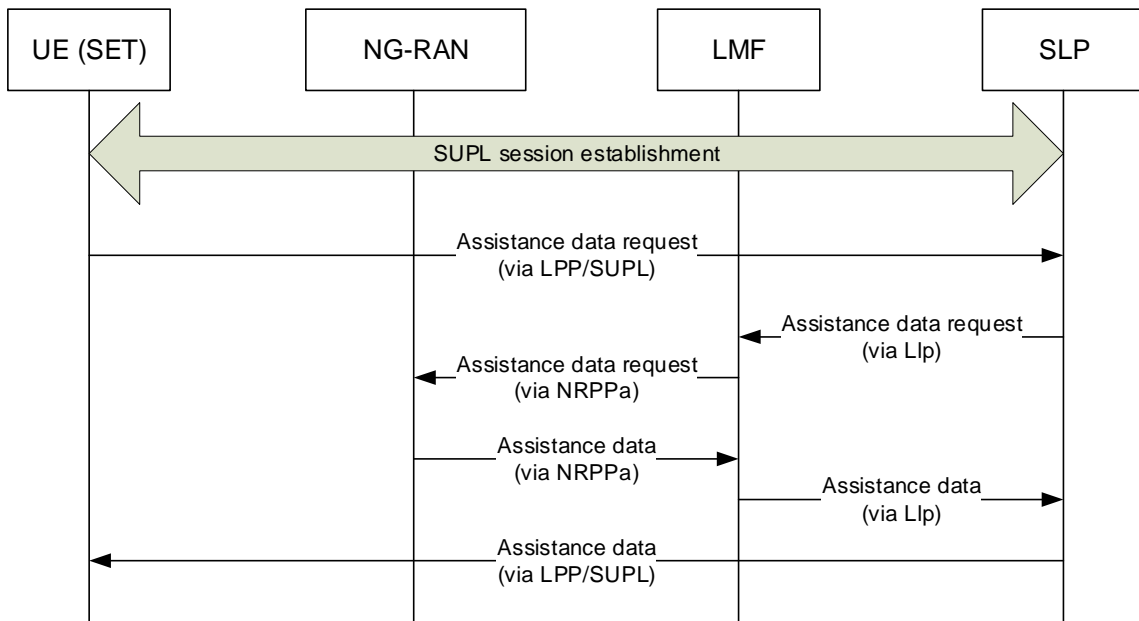 UE (SET)
NG-RAN
LMF
SLP
SUPL session establishment
Assistance data request
(via LPP/SUPL)
Assistance data request
(via Llp)
Assistance data request
(via NRPPa)
Assistance data
(via NRPPa)
Assistance data
(via Llp)
Assistance data
(via LPP/SUPL)